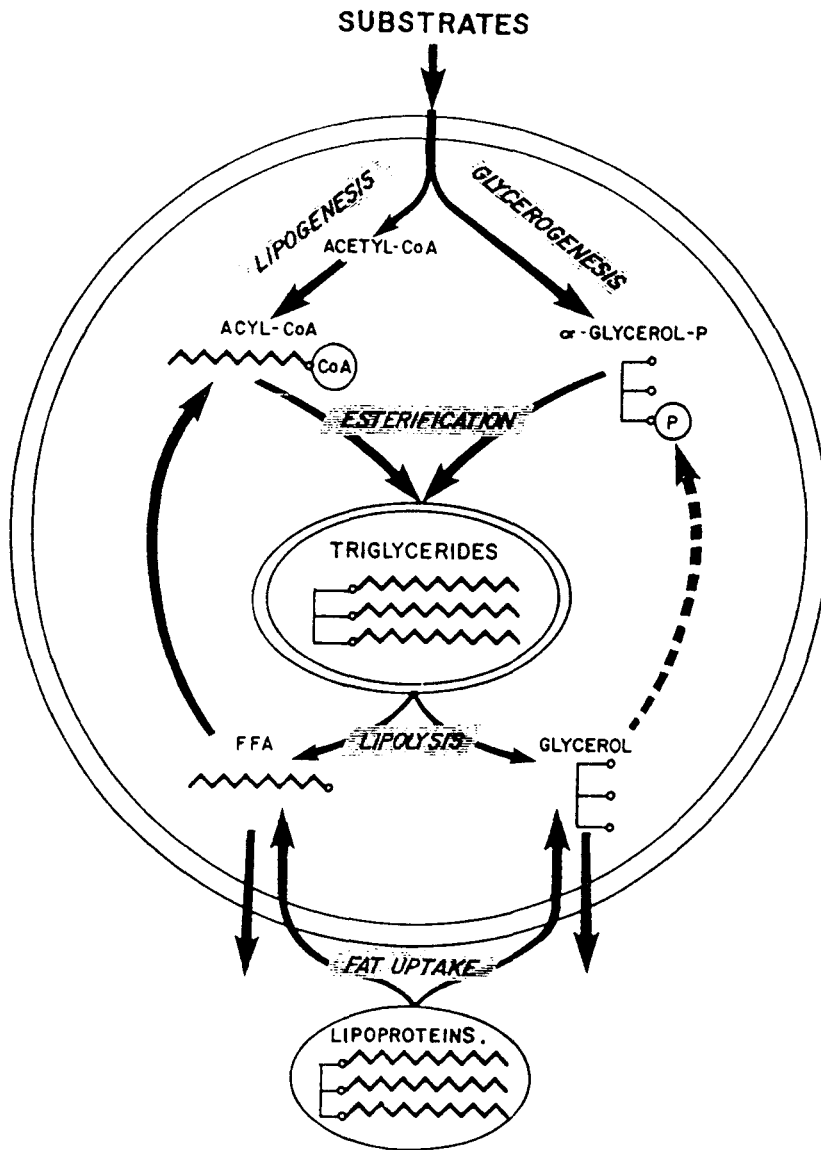 SUBSTRATES
LIPOGENESIS
GLYCEROGENESIS
ACETYL-CoA
ACYL-CoA
α-GLYCEROL-P
CoA
P
ESTERIFICATION
TRIGLYCERIDES
FFA
LIPOLYSIS
GLYCEROL
FAT UPTAKE
LIPOPROTEINS.